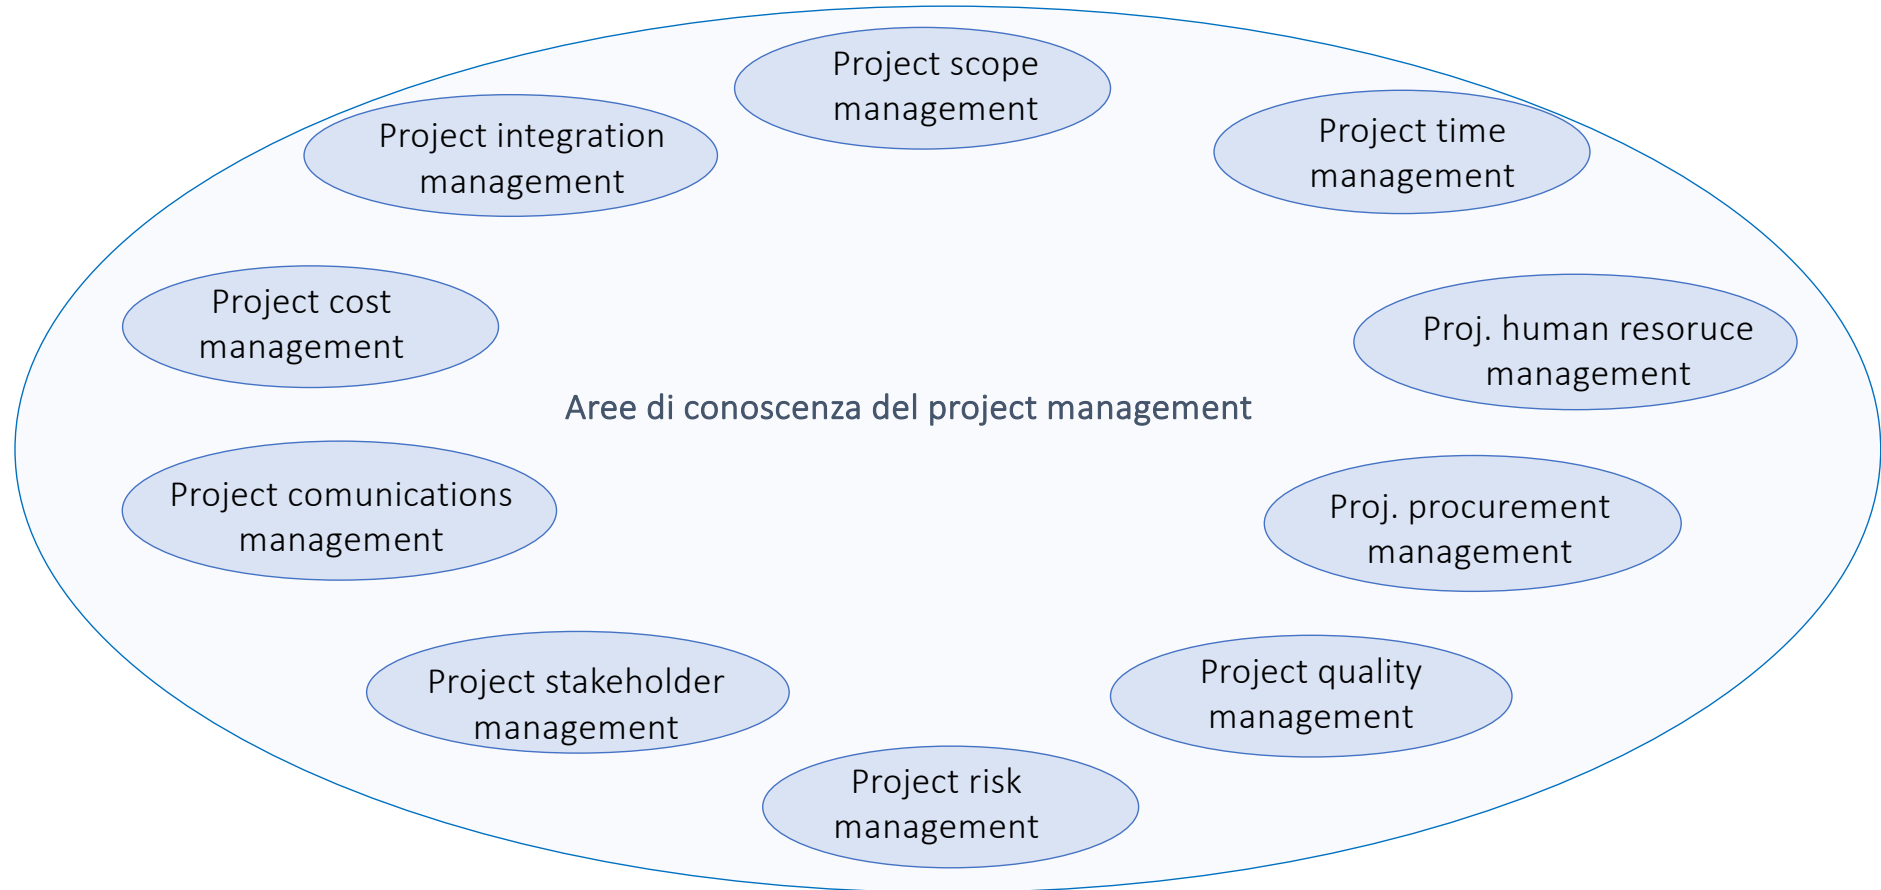 Project scope
management
Project integration
management
Project time
management
Project cost
management
Proj. human resoruce
management
Aree di conoscenza del project management
Project comunications
management
Proj. procurement
management
Project stakeholder
management
Project quality
management
Project risk
management